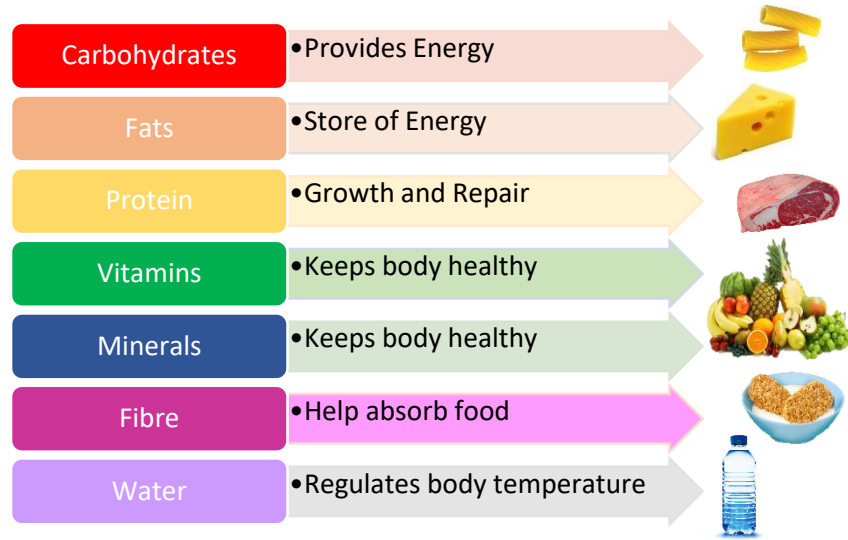 Carbohydrates
•Provides Energy
Fats
•Store of Energy
Protein
•Growth and Repair
Vitamins
•Keeps body healthy
Minerals
•Keeps body healthy
Fibre
•Help absorb food
Water
•Regulates body temperature